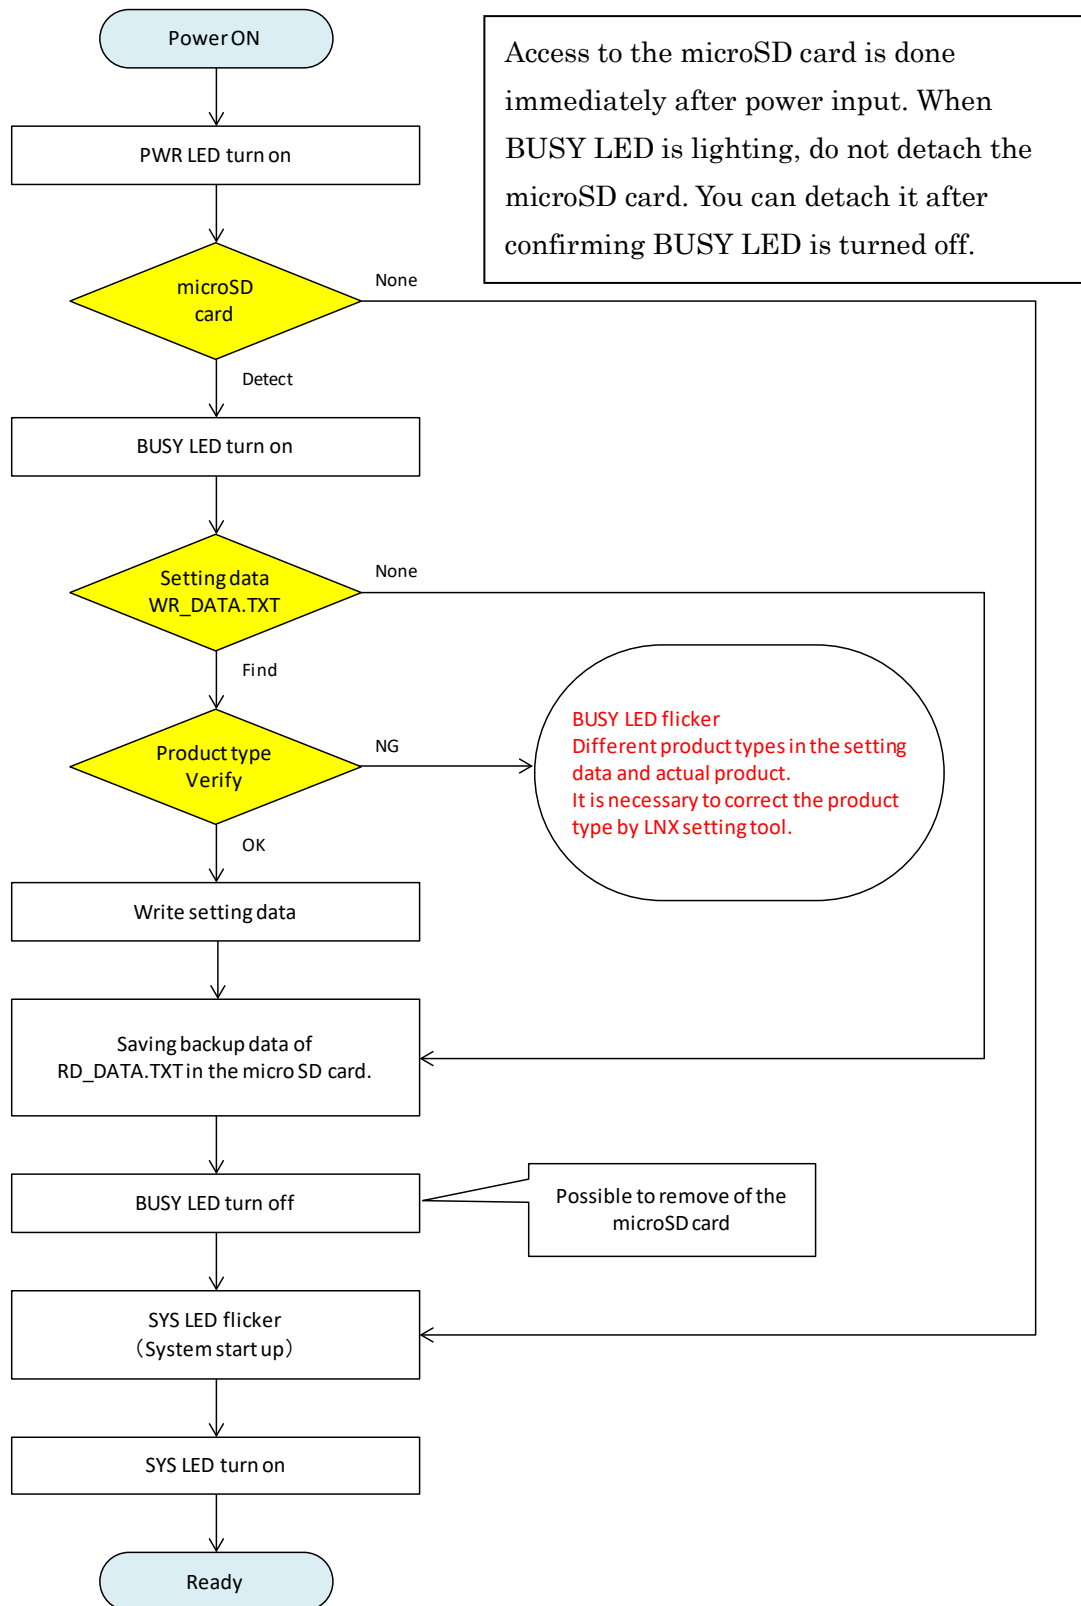 Power ON
Access to the microSD card is done
immediately after power input. When
BUSY LED is lighting, do not detach the
microSD card. You can detach it after
confirming BUSY LED is turned off.
PWR LED turn on
microSD
card
None
Detect
BUSY LED turn on
Setting data
WR_DATA.TXT
None
Find
Product type
Verify
NG
BUSY LED flicker
Different product types in the setting
data and actual product.
It is necessary to correct the product
type by LNX setting tool.
OK
Write setting data
Saving backup data of
RD_DATA.TXT in the micro SD card.
BUSY LED turn off
Possible to remove of the
microSD card
SYS LED flicker
（System start up）
SYS LED turn on
Ready